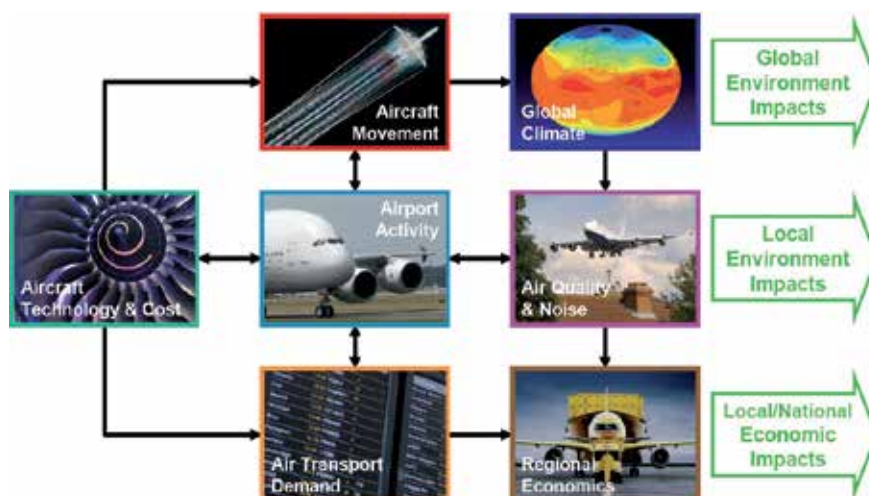 Aircraft
Movement
Global
Climate
Global
Environment
Impacts
Aircraft
Technology & Cost
Airport
Activity
Air Quality
& Noise
Local
Environment
Impacts
Air Transport
Demand
Regional
Economics
Local/National
Economic
Impacts